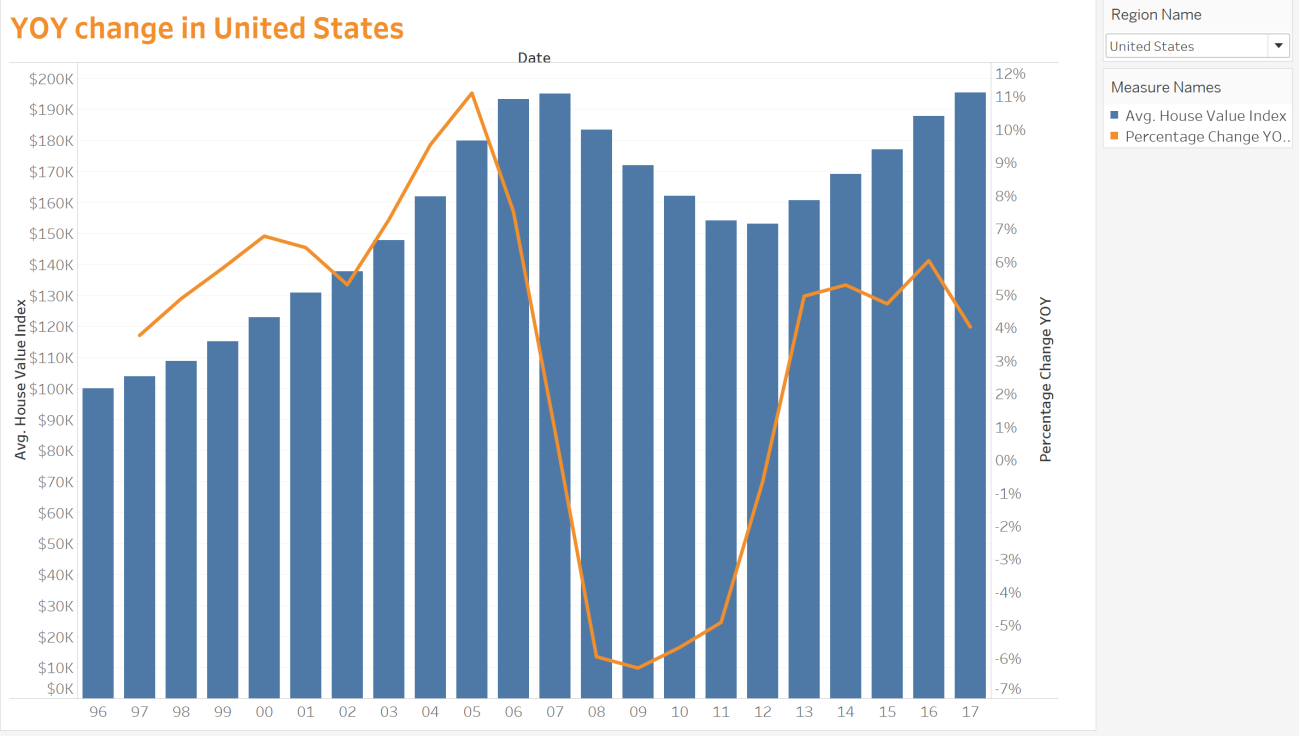 YOY change in United States
Date
Avg. House Value Index
$200K
$190K
$180K
$170K
$160K
$150K
$140K
$130K
$120K
$110K
$100K
$90K
$80K
$70K
$60K
$50K
$40K
$30K
$20K
$10K
$0K
12%
11%
10%
9%
8%
7%
6%
5%
4%
3%
2%
1%
0%
-1%
-2%
-3%
-4%
-5%
-6%
-7%
Percentage Change YOY
96 97 98 99 00 01 02 03 04 05 06 07 08 09 10 11 12 13 14 15 16 17
Region Name
United States
Measure Names
Avg. House Value Index
Percentage Change YO..